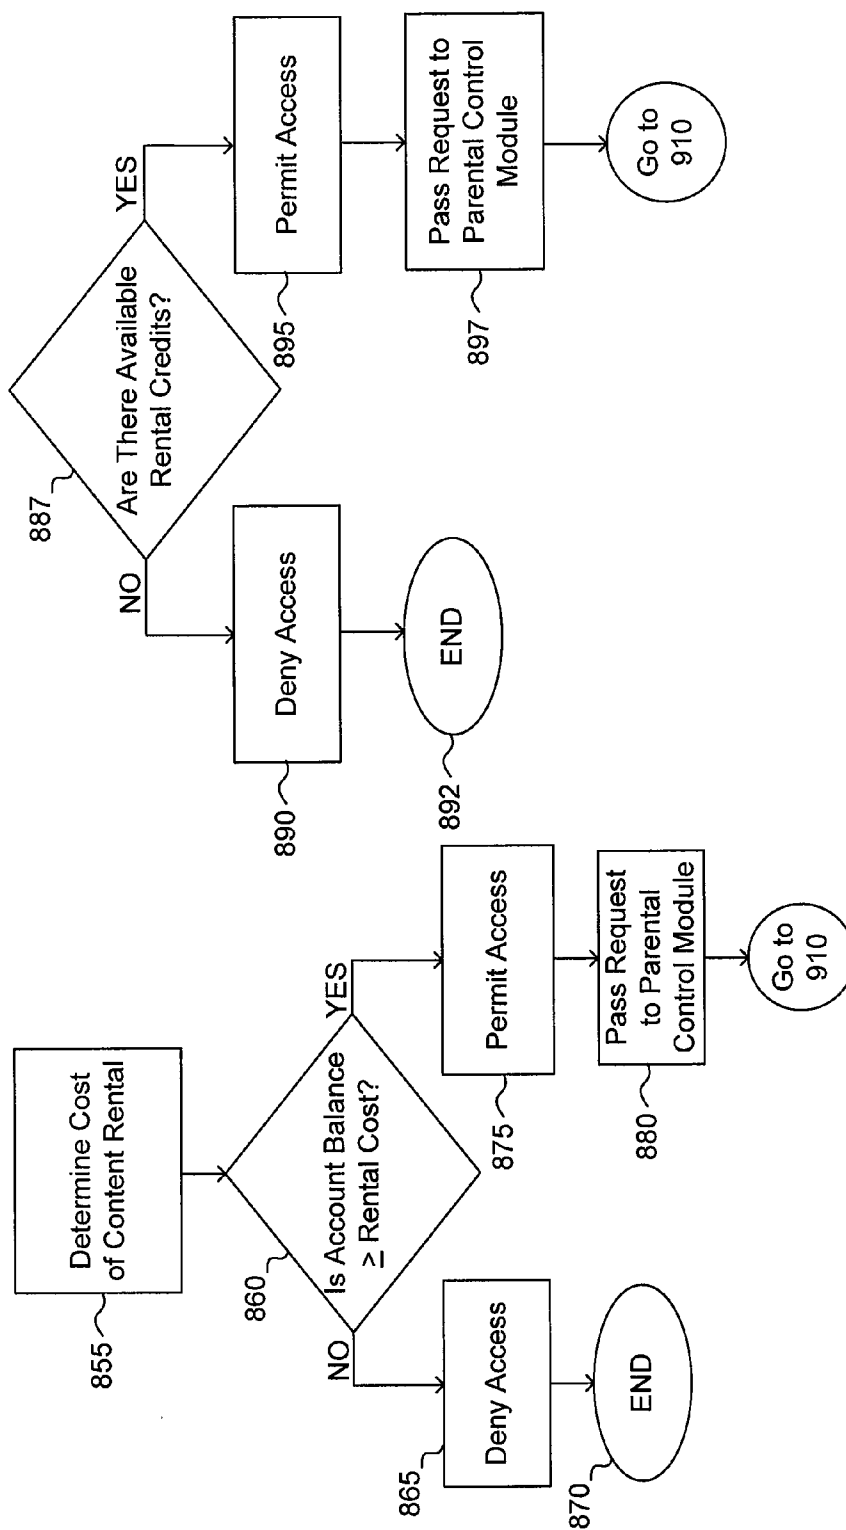 855
Determine Cost
of Content Rental
860
Is Account Balance
≥ Rental Cost?
NO
YES
865
Deny Access
870
END
875
Permit Access
880
Pass Request
to Parental
Control Module
Go to
910
887
Are There Available
Rental Credits?
NO
YES
890
Deny Access
892
END
895
Permit Access
897
Pass Request to
Parental Control
Module
Go to
910